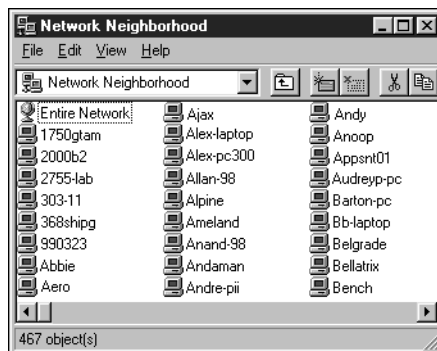 Network Neighborhood
File Edit View Help
Network Neighborhood
Entire Network
1750gtam
2000b2
2755-lab
303-11
368shipg
990323
Abbie
Aero
Ajax
Alex-laptop
Alex-pc300
Allan-98
Alpine
Ameland
Anand-98
Andaman
Andre-pii
Andy
Anoop
Appsnt01
Audreyp-pc
Barton-pc
Bb-laptop
Belgrade
Bellatrix
Bench
467 object(s)